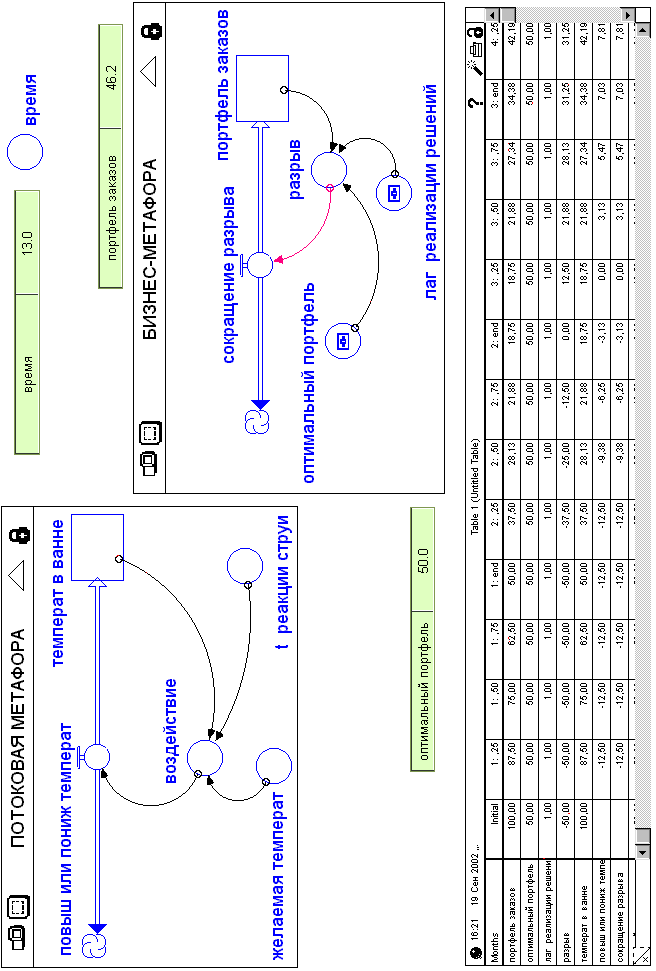 ПОТОКОВАЯ МЕТАФОРА
повыш или пониж температ
температ в ванне
воздействие
желаемая температ
t реакции струи
время 13.0
время
портфель заказов 46.2
БИЗНЕС-МЕТАФОРА
сокращение разрыва
портфель заказов
разрыв
оптимальный портфель
лаг реализации решений
оптимальный портфель 50.0
16:21 19 Сен 2002 ... Table 1 (Untitled Table) ?
Months Initial 1: .25 1: .50 1: .75 1: end 2: .25 2: .50 2: .75 2: end 3: .25 3: .50 3: .75 3: end 4: .25
портфель заказов 100,00 87,50 75,00 62,50 50,00 37,50 28,13 21,88 18,75 18,75 21,88 27,34 34,38 42,19
оптимальный портфель 50,00 50,00 50,00 50,00 50,00 50,00 50,00 50,00 50,00 50,00 50,00 50,00 50,00 50,00
лаг реализации решени 1,00 1,00 1,00 1,00 1,00 1,00 1,00 1,00 1,00 1,00 1,00 1,00 1,00 1,00
разрыв -50,00 -50,00 -50,00 -50,00 -50,00 -37,50 -25,00 -12,50 0,00 12,50 21,88 28,13 31,25 31,25
температ в ванне 100,00 87,50 75,00 62,50 50,00 37,50 28,13 21,88 18,75 18,75 21,88 27,34 34,38 42,19
повыш или пониж темпе -12,50 -12,50 -12,50 -12,50 -12,50 -9,38 -6,25 -3,13 0,00 3,13 5,47 7,03 7,81
сокращение разрыва -12,50 -12,50 -12,50 -12,50 -12,50 -9,38 -6,25 -3,13 0,00 3,13 5,47 7,03 7,81